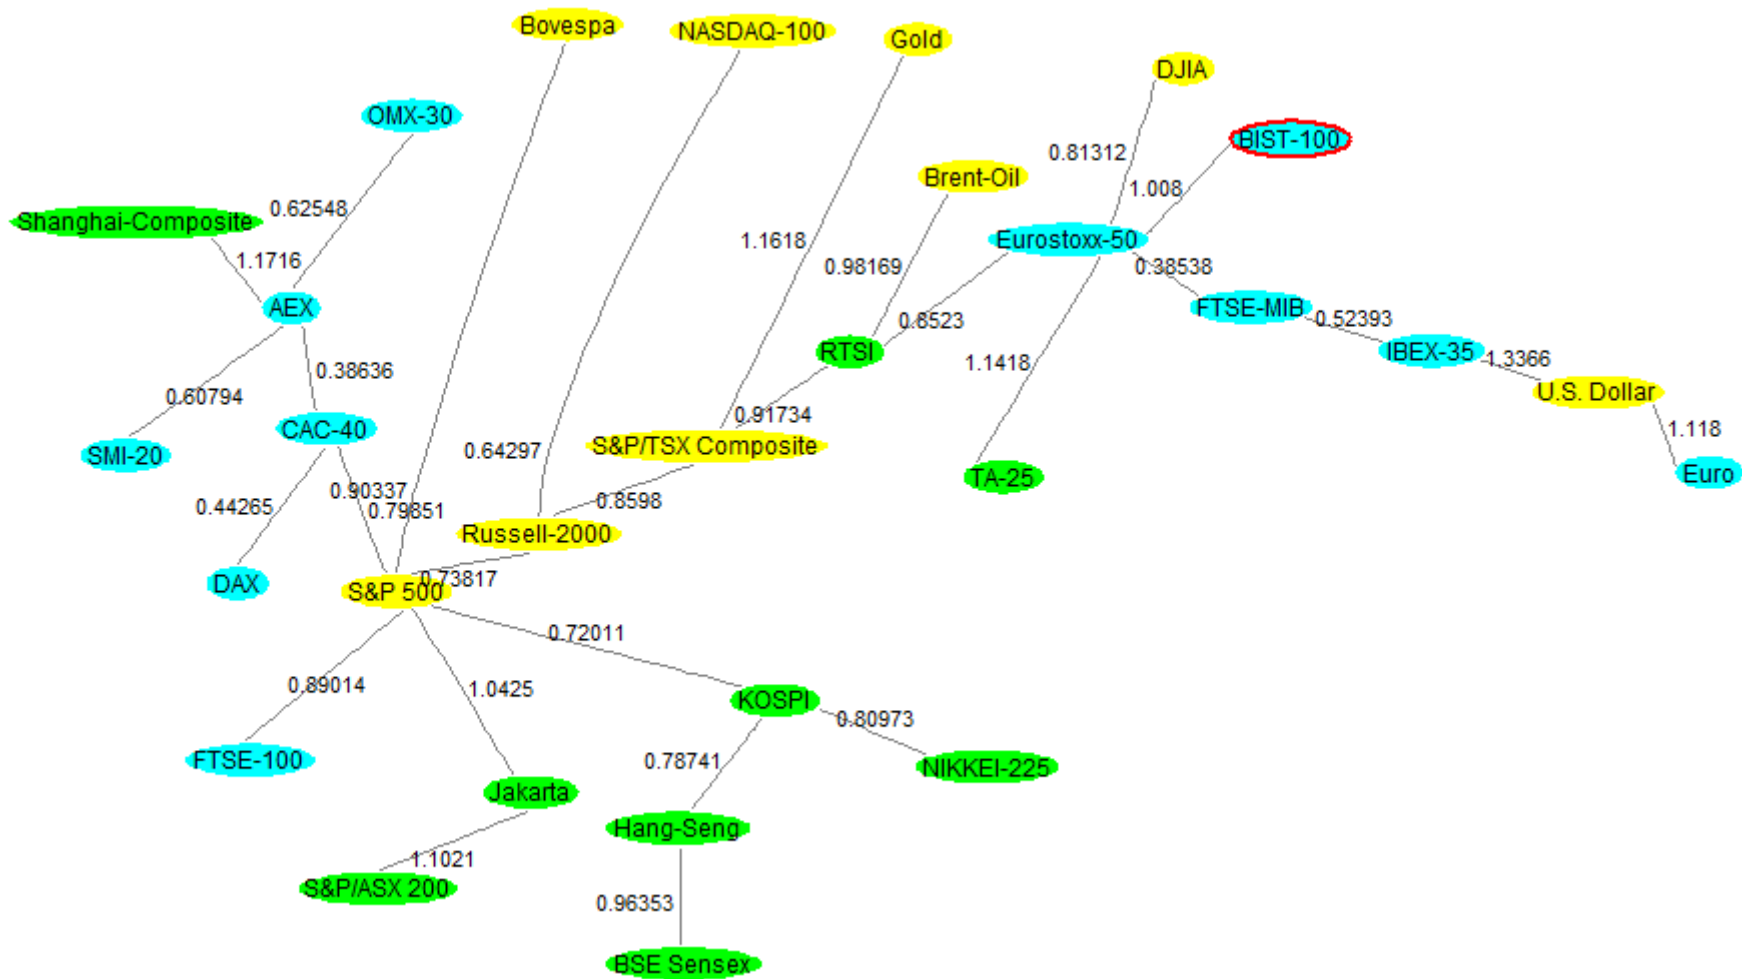 Bovespa
NASDAQ-100
Gold
DJIA
OMX-30
BIST-100
0.81312
Brent-Oil
1.008
0.62548
Shanghai-Composite
Eurostoxx-50
1.1618
1.1716
0.98169
0.38538
AEX
FTSE-MIB
0.8523
0.52393
RTSI
IBEX-35
1.3366
1.1418
0.38636
0.60794
U.S. Dollar
0.91734
CAC-40
1.118
S&P/TSX Composite
0.64297
SMI-20
Euro
TA-25
0.90337
0.8598
0.44265
0.79851
Russell-2000
DAX
0.73817
S&P 500
0.72011
0.89014
1.0425
KOSPI
0.80973
FTSE-100
0.78741
NIKKEI-225
Jakarta
Hang-Seng
1.1021
S&P/ASX 200
0.96353
BSE Sensex